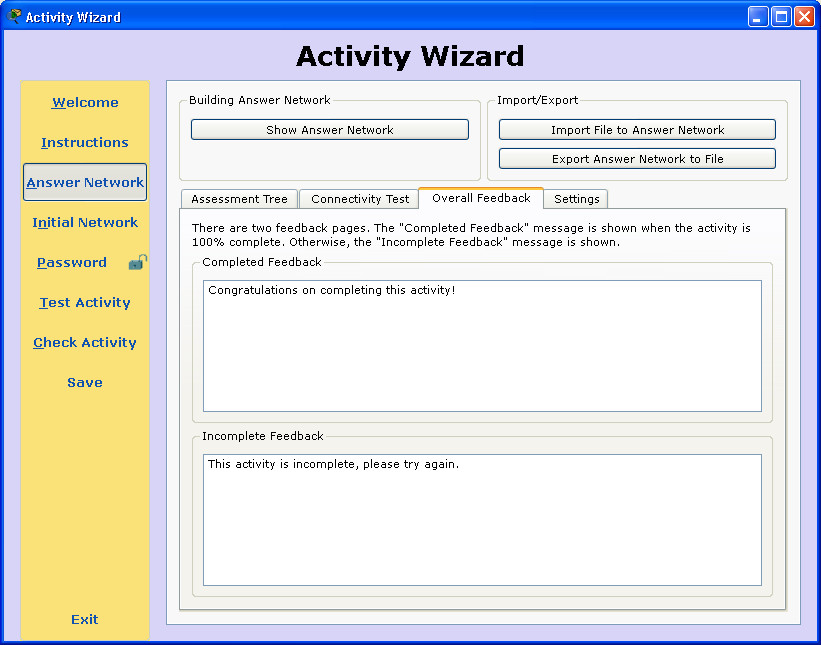 Activity Wizard
Activity Wizard
Welcome
Instructions
Answer Network
Initial Network
Password
Test Activity
Check Activity
Save
Exit
Building Answer Network
Show Answer Network
Import/Export
Import File to Answer Network
Export Answer Network to File
Assessment Tree
Connectivity Test
Overall Feedback
Settings
There are two feedback pages. The "Completed Feedback" message is shown when the activity is
100% complete. Otherwise, the "Incomplete Feedback" message is shown.
Completed Feedback
Congratulations on completing this activity!
Incomplete Feedback
This activity is incomplete, please try again.